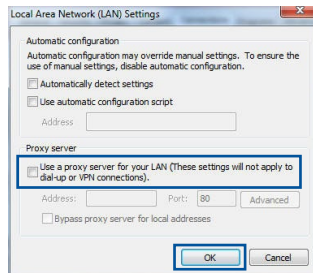 Local Area Network (LAN) Settings
Automatic configuration
Automatic configuration may override manual settings. To ensure the
use of manual settings, disable automatic configuration.
Automatically detect settings
Use automatic configuration script
Address
Proxy server
Use a proxy server for your LAN (These settings will not apply to
dial-up or VPN connections).
Address: Port: 80 Advanced
Bypass proxy server for local addresses
OK Cancel